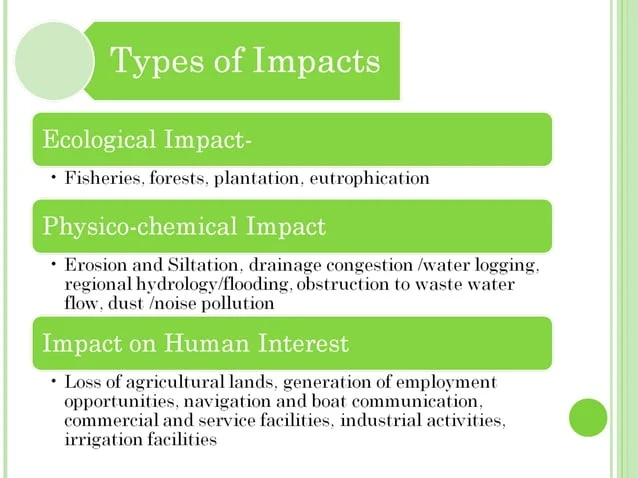 Types of Impacts
Ecological Impact-
• Fisheries, forests, plantation, eutrophication
Physico-chemical Impact
• Erosion and Siltation, drainage congestion /water logging,
regional hydrology/flooding, obstruction to waste water
flow, dust /noise pollution
Impact on Human Interest
• Loss of agricultural lands, generation of employment
opportunities, navigation and boat communication,
commercial and service facilities, industrial activities,
irrigation facilities